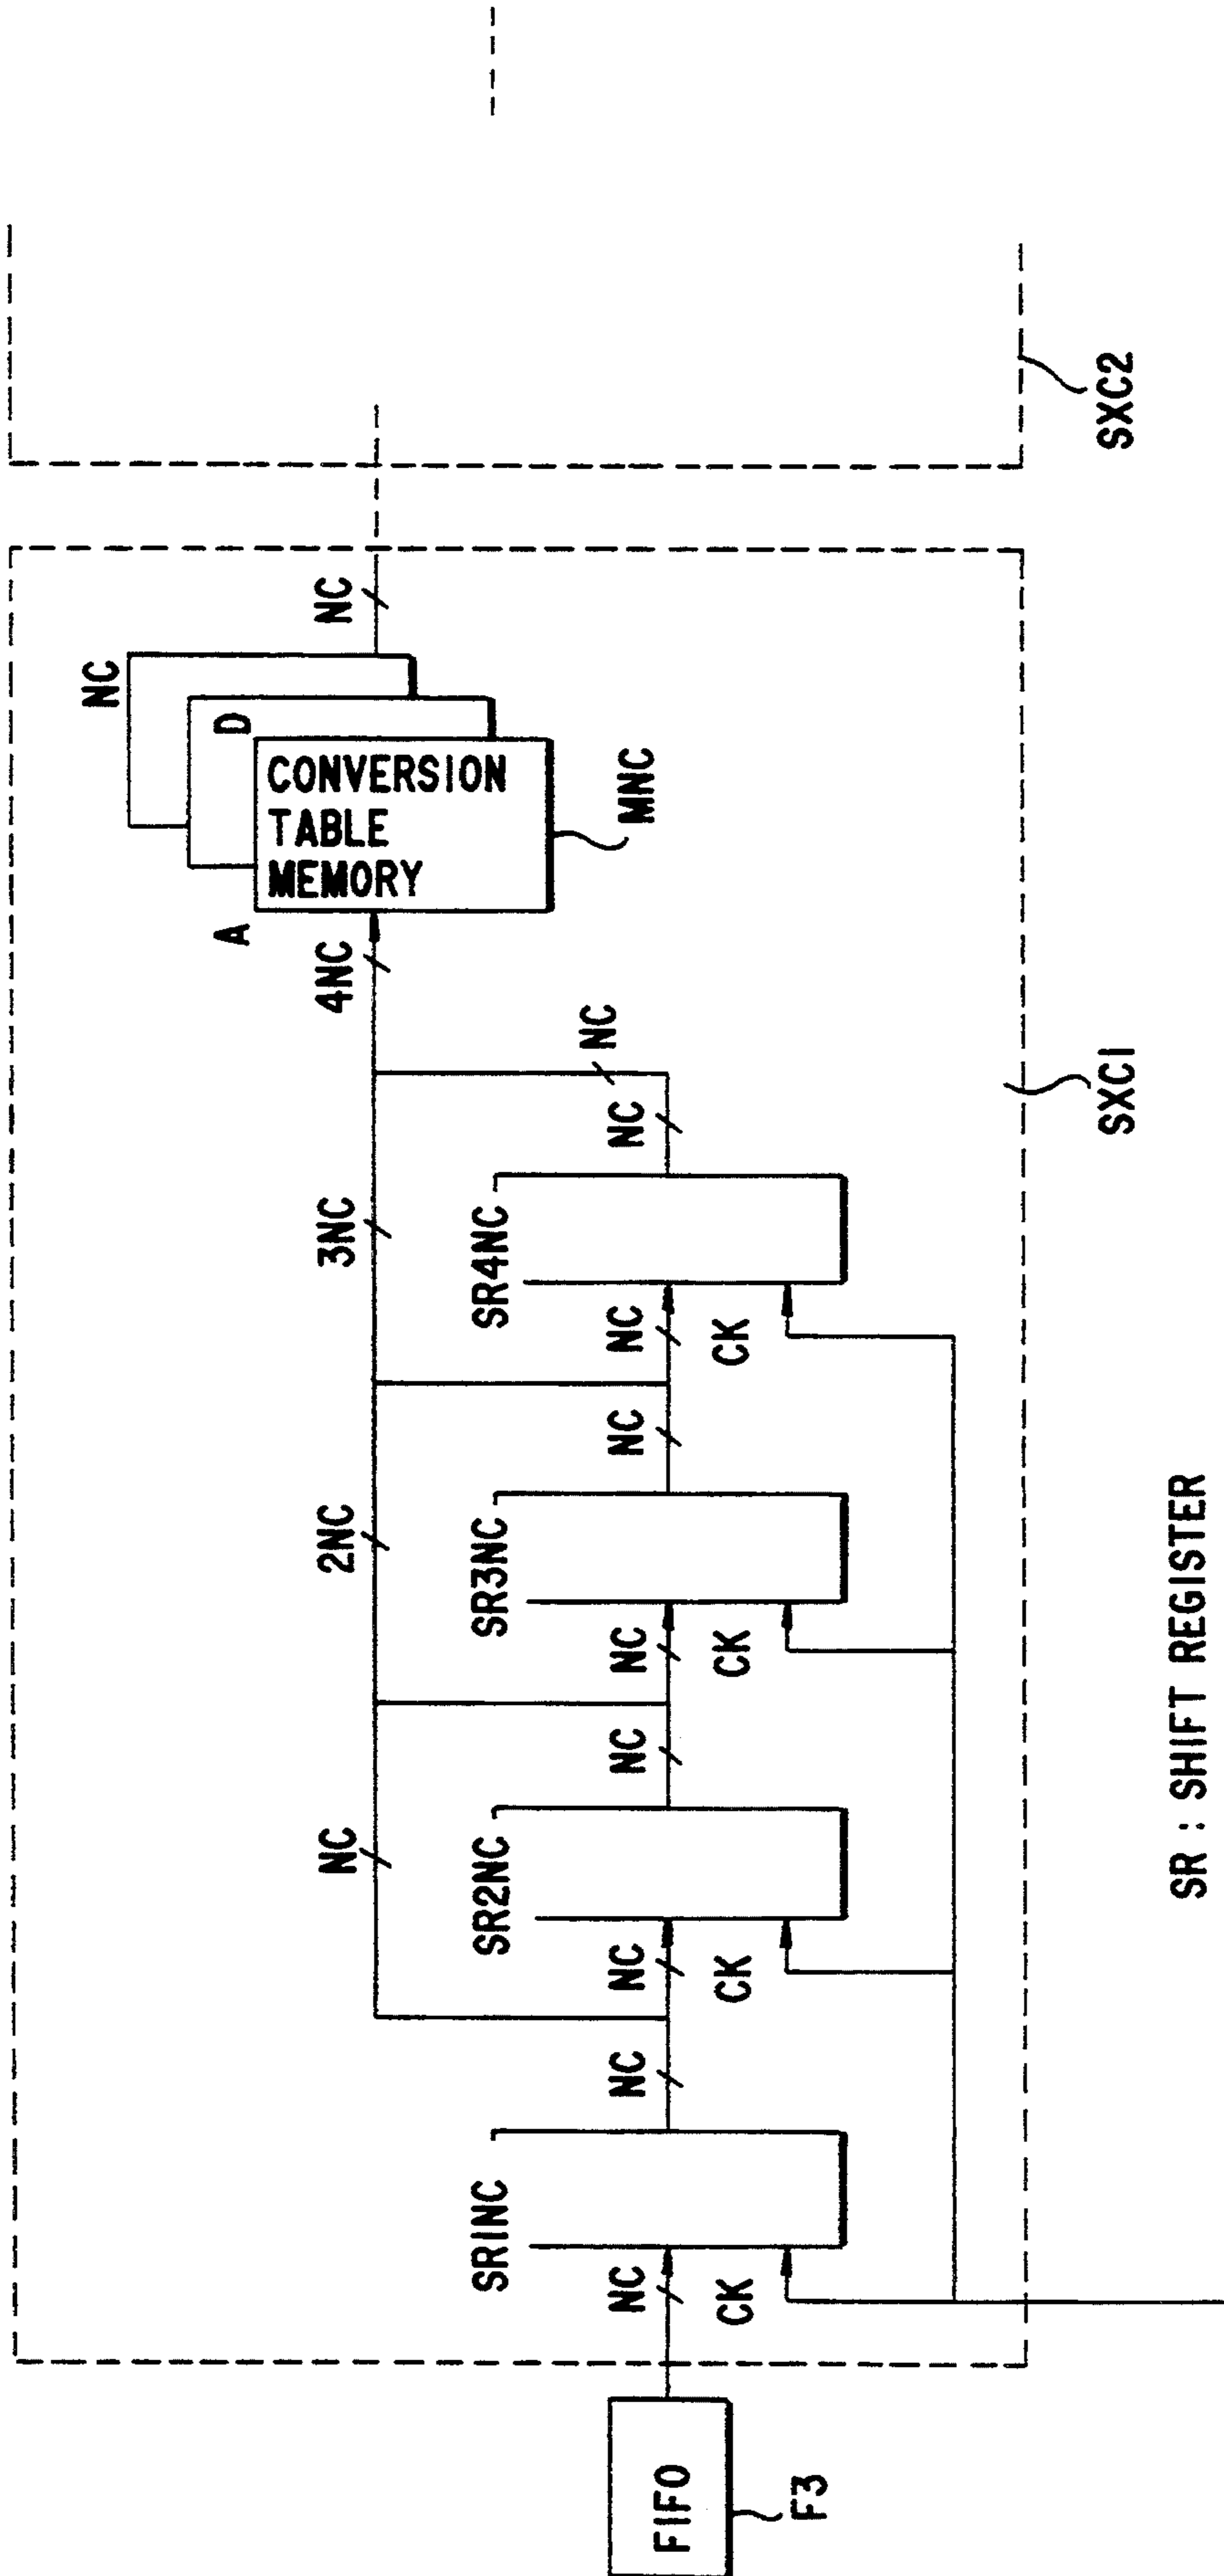 NC
A
D
CONVERSION
TABLE
MEMORY
NC
2NC
3NC
4NC
NC
SR1NC
SR2NC
SR3NC
SR4NC
NC
NC
NC
NC
NC
NC
NC
NC
NC
MNC
FIFO
CK
CK
CK
CK
F3
SXC1
SXC2
SR : SHIFT REGISTER